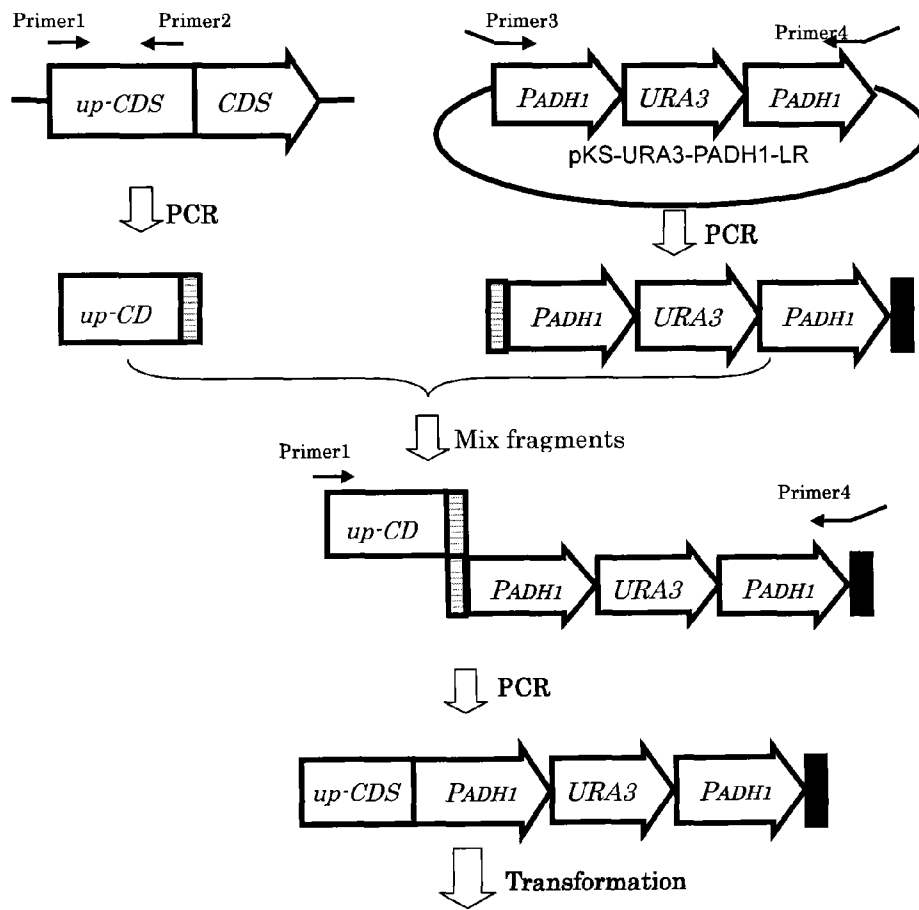 Primer1 Primer2
up-CDS CDS
Primer3 Primer4
PADH1 URA3 PADH1
pKS-URA3-PADH1-LR
PCR PCR
up-CD
PADH1 URA3 PADH1
Mix fragments
Primer1
Primer4
up-CD
PADH1 URA3 PADH1
PCR
up-CDS PADH1 URA3 PADH1
Transformation